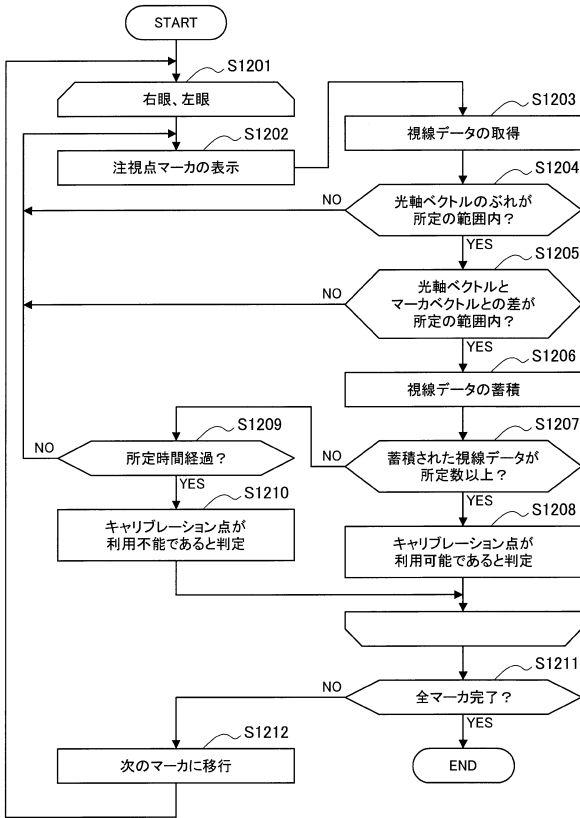 START
S1201
右眼、左眼
S1202
注視点マーカの表示
S1203
視線データの取得
S1204
光軸ベクトルのぶれが
所定の範囲内？
NO
YES
S1205
光軸ベクトルと
マーカベクトルとの差が
所定の範囲内？
NO
YES
S1206
視線データの蓄積
S1207
蓄積された視線データが
所定数以上？
NO
YES
S1208
キャリブレーション点が
利用可能であると判定
S1209
所定時間経過？
NO
YES
S1210
キャリブレーション点が
利用不能であると判定
S1211
全マーカ完了？
NO
YES
S1212
次のマーカに移行
END